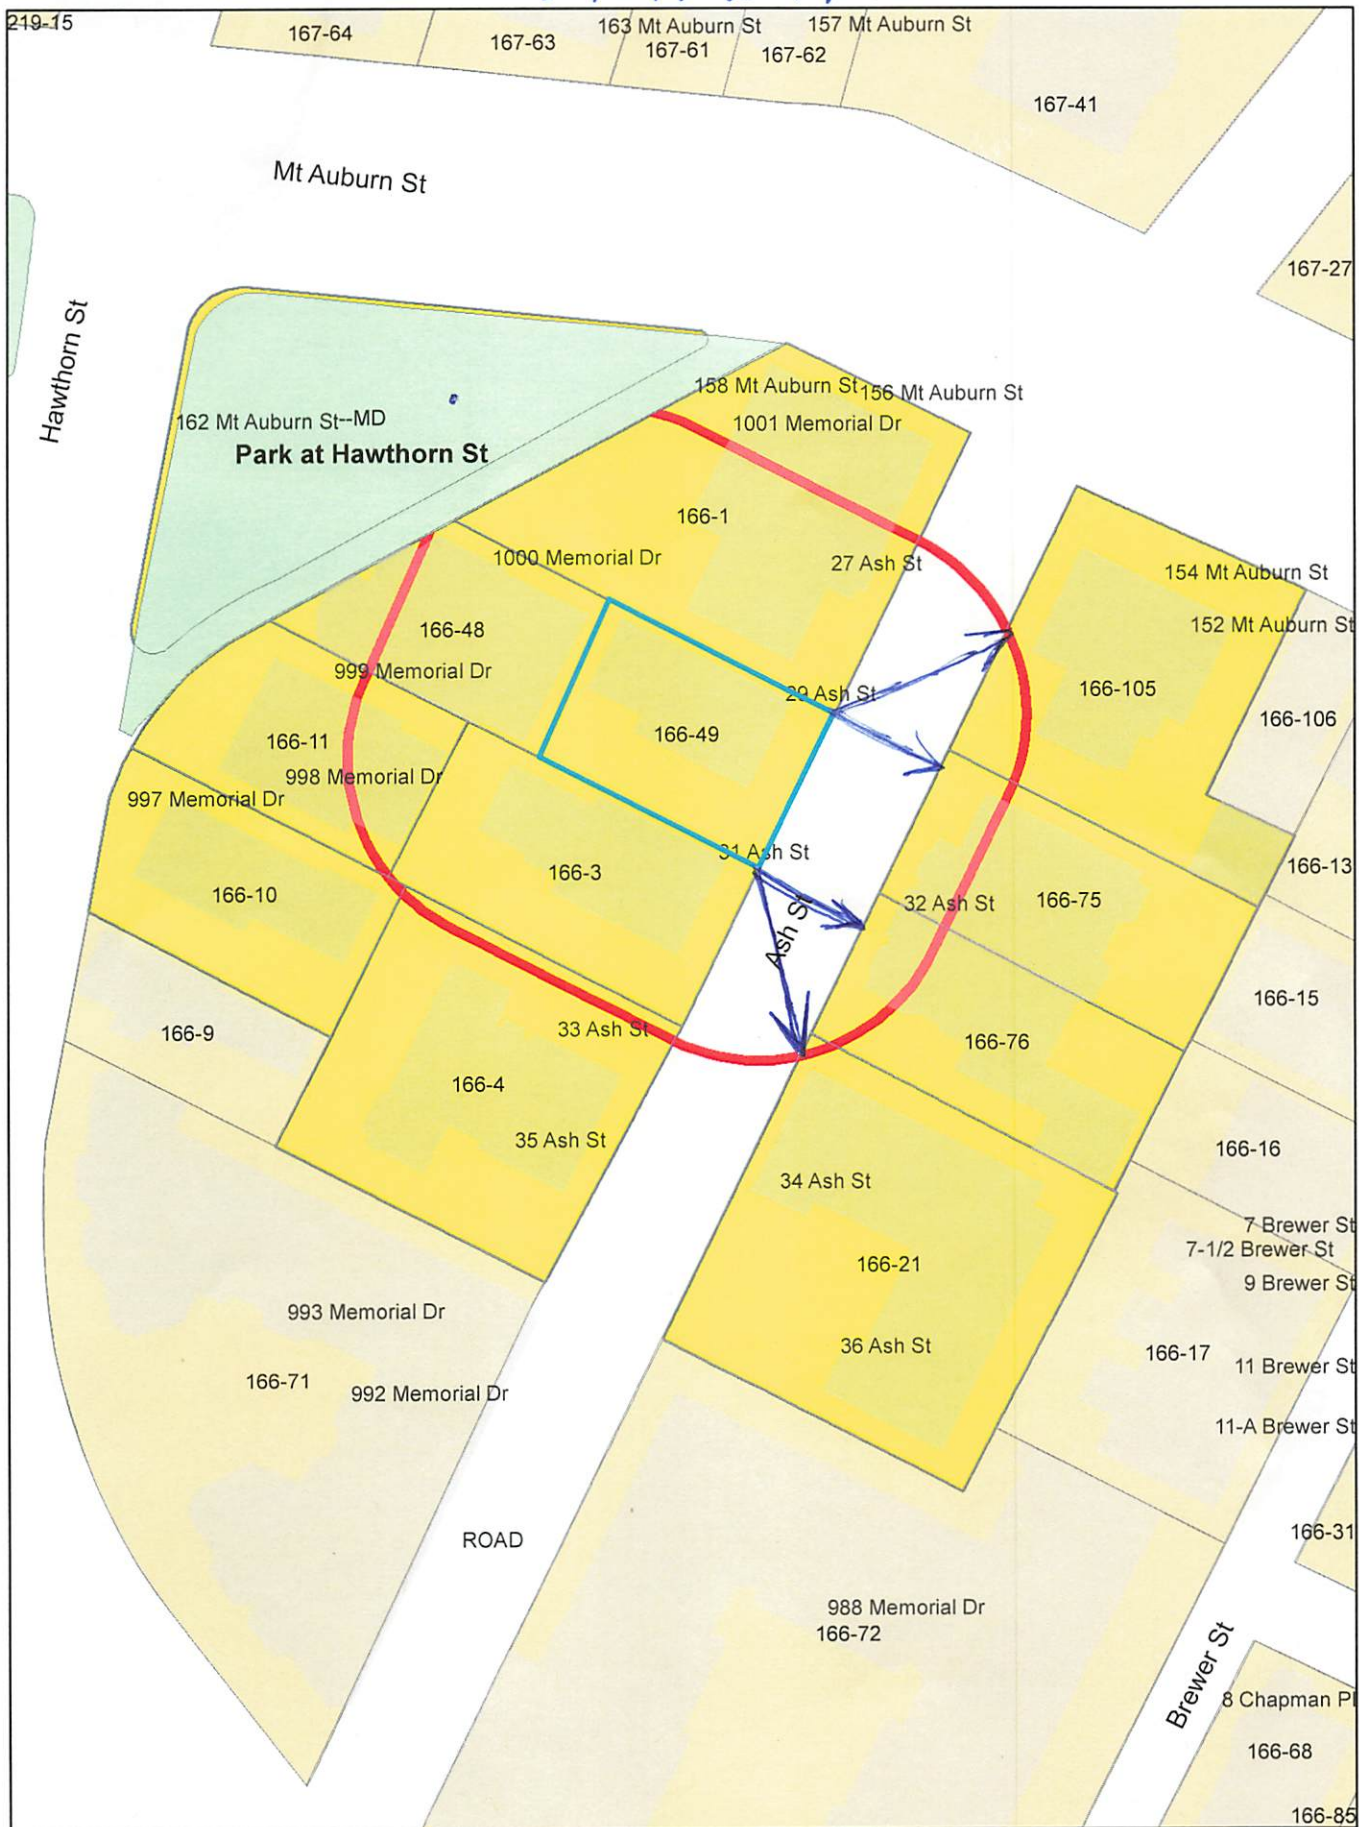 219-15
167-64
167-63
163 Mt Auburn St
167-61
167-62
157 Mt Auburn St
167-41
Mt Auburn St
167-27
Hawthorn St
162 Mt Auburn St--MD
Park at Hawthorn St
158 Mt Auburn St
156 Mt Auburn St
1001 Memorial Dr
166-1
1000 Memorial Dr
27 Ash St
154 Mt Auburn St
152 Mt Auburn St
166-48
999 Memorial Dr
29 Ash St
166-105
166-106
166-49
166-11
998 Memorial Dr
997 Memorial Dr
31 Ash St
166-3
166-10
Ash St
32 Ash St
166-75
166-13
166-15
166-9
33 Ash St
166-76
166-4
35 Ash St
166-16
34 Ash St
7 Brewer St
7-1/2 Brewer St
166-21
9 Brewer St
993 Memorial Dr
36 Ash St
166-17
11 Brewer St
166-71
992 Memorial Dr
11-A Brewer St
166-31
ROAD
988 Memorial Dr
166-72
Brewer St
8 Chapman Pl
166-68
166-85